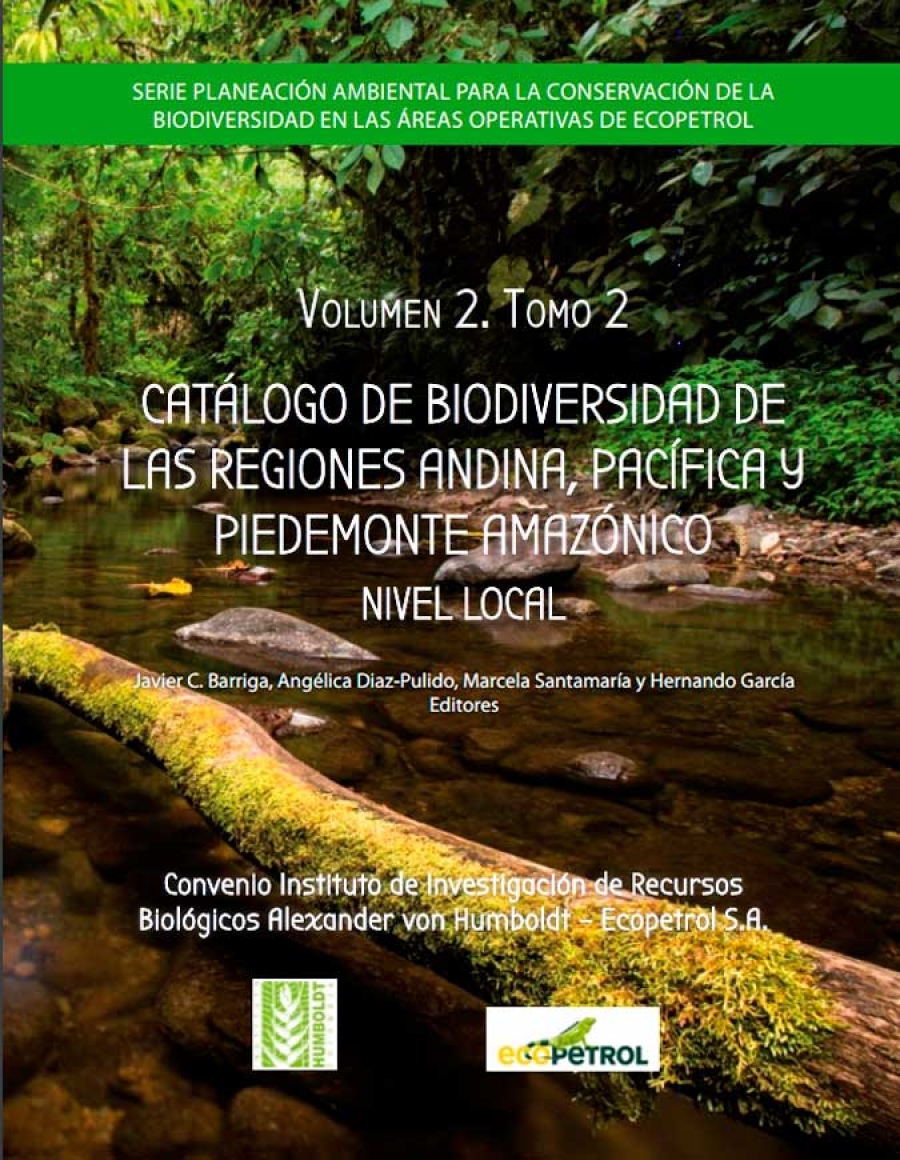 SERIE PLANEACIÓN AMBIENTAL PARA LA CONSERVACIÓN DE LA
BIODIVERSIDAD EN LAS ÁREAS OPERATIVAS DE ECOPETROL
Volumen 2. Tomo 2
CATÁLOGO DE BIODIVERSIDAD DE
LAS REGIONES ANDINA, PACÍFICA Y
PIEDEMONTE AMAZÓNICO
NIVEL LOCAL
Javier C. Barriga, Angélica Diaz-Pulido, Marcela Santamaría y Hernando García
Editores
Convenio Instituto de Investigación de Recursos
Biológicos Alexander von Humboldt – Ecopetrol S.A.
HUMBOLDT
ecoPETROL